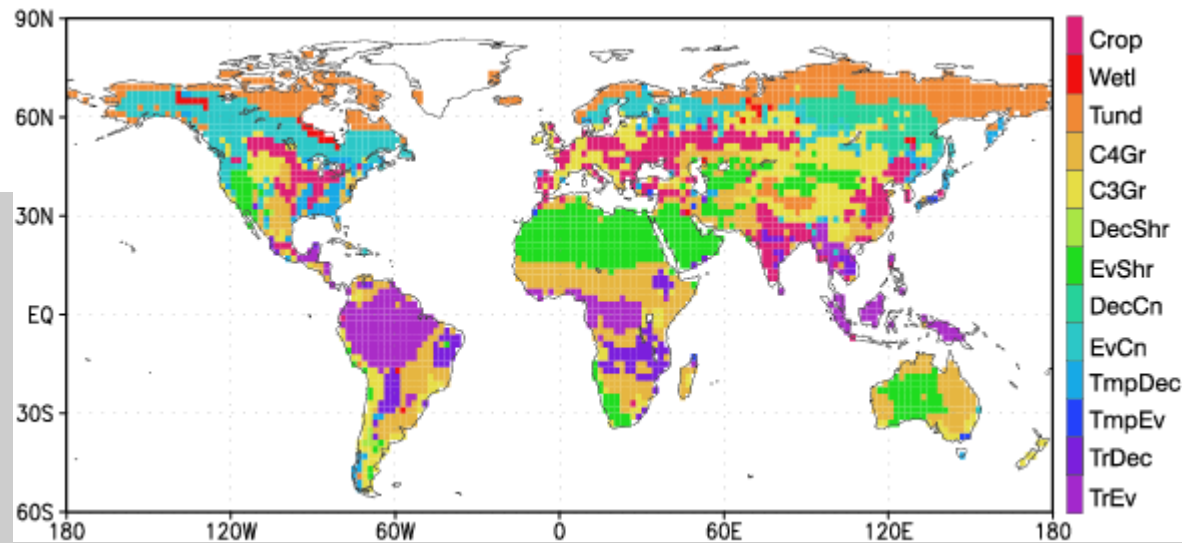 90N
60N
30N
EQ
30S
60S
180
120W
60W
0
60E
120E
180
Crop
Wetl
Tund
C4Gr
C3Gr
DecShr
EvShr
DecCn
EvCn
TmpDec
TmpEv
TrDec
TrEv